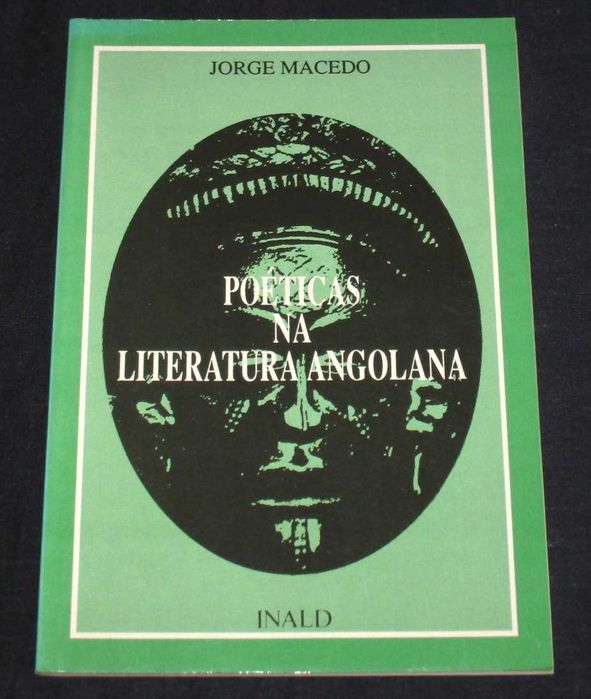 JORGE MACEDO
POÉTICAS
NA
LITERATURA ANGOLANA
INALD